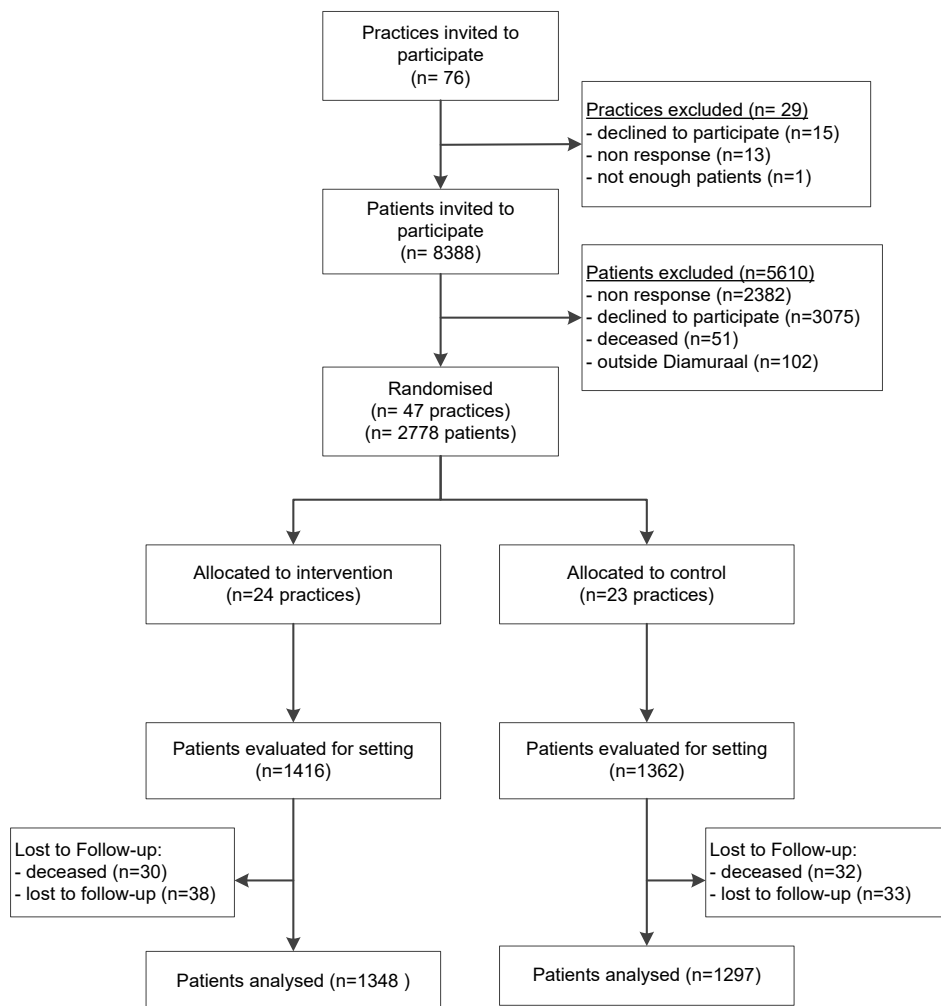 Practices invited to
participate
(n= 76)
Practices excluded (n= 29)
- declined to participate (n=15)
- non response (n=13)
- not enough patients (n=1)
Patients invited to
participate
(n= 8388)
Patients excluded (n=5610)
- non response (n=2382)
- declined to participate (n=3075)
- deceased (n=51)
- outside Diamuraal (n=102)
Randomised
(n= 47 practices)
(n= 2778 patients)
Allocated to intervention
(n=24 practices)
Allocated to control
(n=23 practices)
Patients evaluated for setting
(n=1416)
Patients evaluated for setting
(n=1362)
Lost to Follow-up:
- deceased (n=30)
- lost to follow-up (n=38)
Lost to Follow-up:
- deceased (n=32)
- lost to follow-up (n=33)
Patients analysed (n=1348 )
Patients analysed (n=1297)